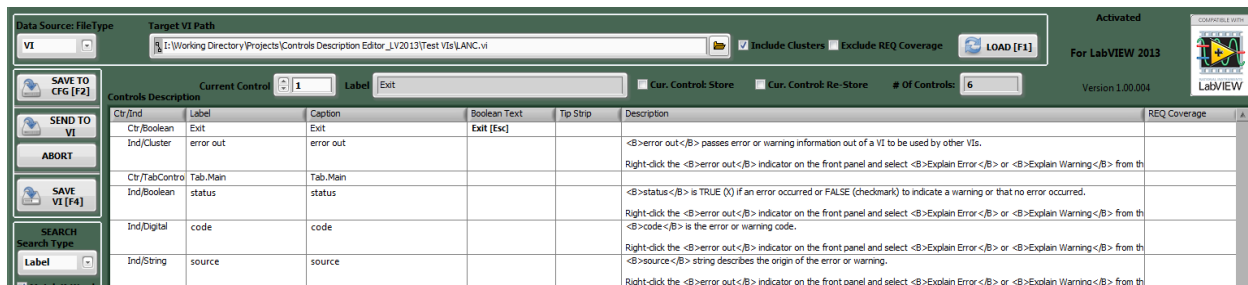 Data Source: FileType
Target VI Path
Activated
COMPATIBLE WITH
VI
I:\Working Directory\Projects\Controls Description Editor_LV2013\Test VIs\LANC.vi
Include Clusters
Exclude REQ Coverage
LOAD [F1]
For LabVIEW 2013
SAVE TO
CFG [F2]
Current Control
1
Label
Exit
Cur. Control: Store
Cur. Control: Re-Store
# Of Controls:
6
Version 1.00.004
LabVIEW
Controls Description
Ctr/Ind Label Caption Boolean Text Tip Strip Description REQ Coverage
Ctr/Boolean Exit Exit Exit [Esc]
Ind/Cluster error out error out <B>error out</B> passes error or warning information out of a VI to be used by other VIs.
Right-click the <B>error out</B> indicator on the front panel and select <B>Explain Error</B> or <B>Explain Warning</B> from th
Ctr/TabControl Tab.Main Tab.Main
Ind/Boolean status status <B>status</B> is TRUE (X) if an error occurred or FALSE (checkmark) to indicate a warning or that no error occurred.
Right-click the <B>error out</B> indicator on the front panel and select <B>Explain Error</B> or <B>Explain Warning</B> from th
Ind/Digital code code <B>code</B> is the error or warning code.
Right-click the <B>error out</B> indicator on the front panel and select <B>Explain Error</B> or <B>Explain Warning</B> from th
Ind/String source source <B>source</B> string describes the origin of the error or warning.
Right-click the <B>error out</B> indicator on the front panel and select <B>Explain Error</B> or <B>Explain Warning</B> from th
SEND TO
VI
ABORT
SAVE
VI [F4]
SEARCH
Search Type
Label